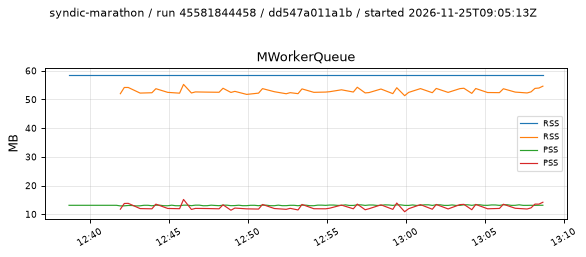 syndic-marathon / run 45581844458 / dd547a011a1b / started 2026-11-25T09:05:13Z
MWorkerQueue
60
50
40
30
20
10
MB
RSS
RSS
PSS
PSS
12:40
12:45
12:50
12:55
13:00
13:05
13:10